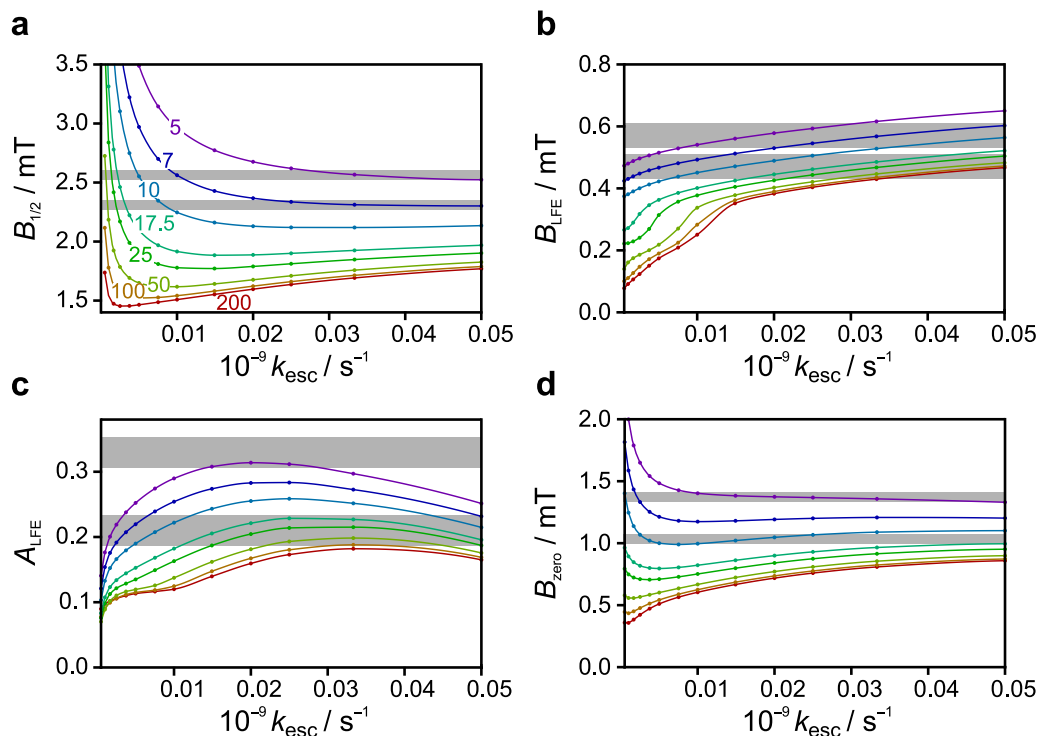 a
3.5
3.0
2.5
2.0
1.5
B1/2 / mT
5
7
10
17.5
25
50
100
200
0.01 0.02 0.03 0.04 0.05
10⁻⁹ kesc / s⁻¹
b
0.8
0.6
0.4
0.2
0.0
BLFE / mT
0.01 0.02 0.03 0.04 0.05
10⁻⁹ kesc / s⁻¹
c
0.3
0.2
0.1
0.0
ALFE
0.01 0.02 0.03 0.04 0.05
10⁻⁹ kesc / s⁻¹
d
2.0
1.5
1.0
0.5
0.0
Bzero / mT
0.01 0.02 0.03 0.04 0.05
10⁻⁹ kesc / s⁻¹